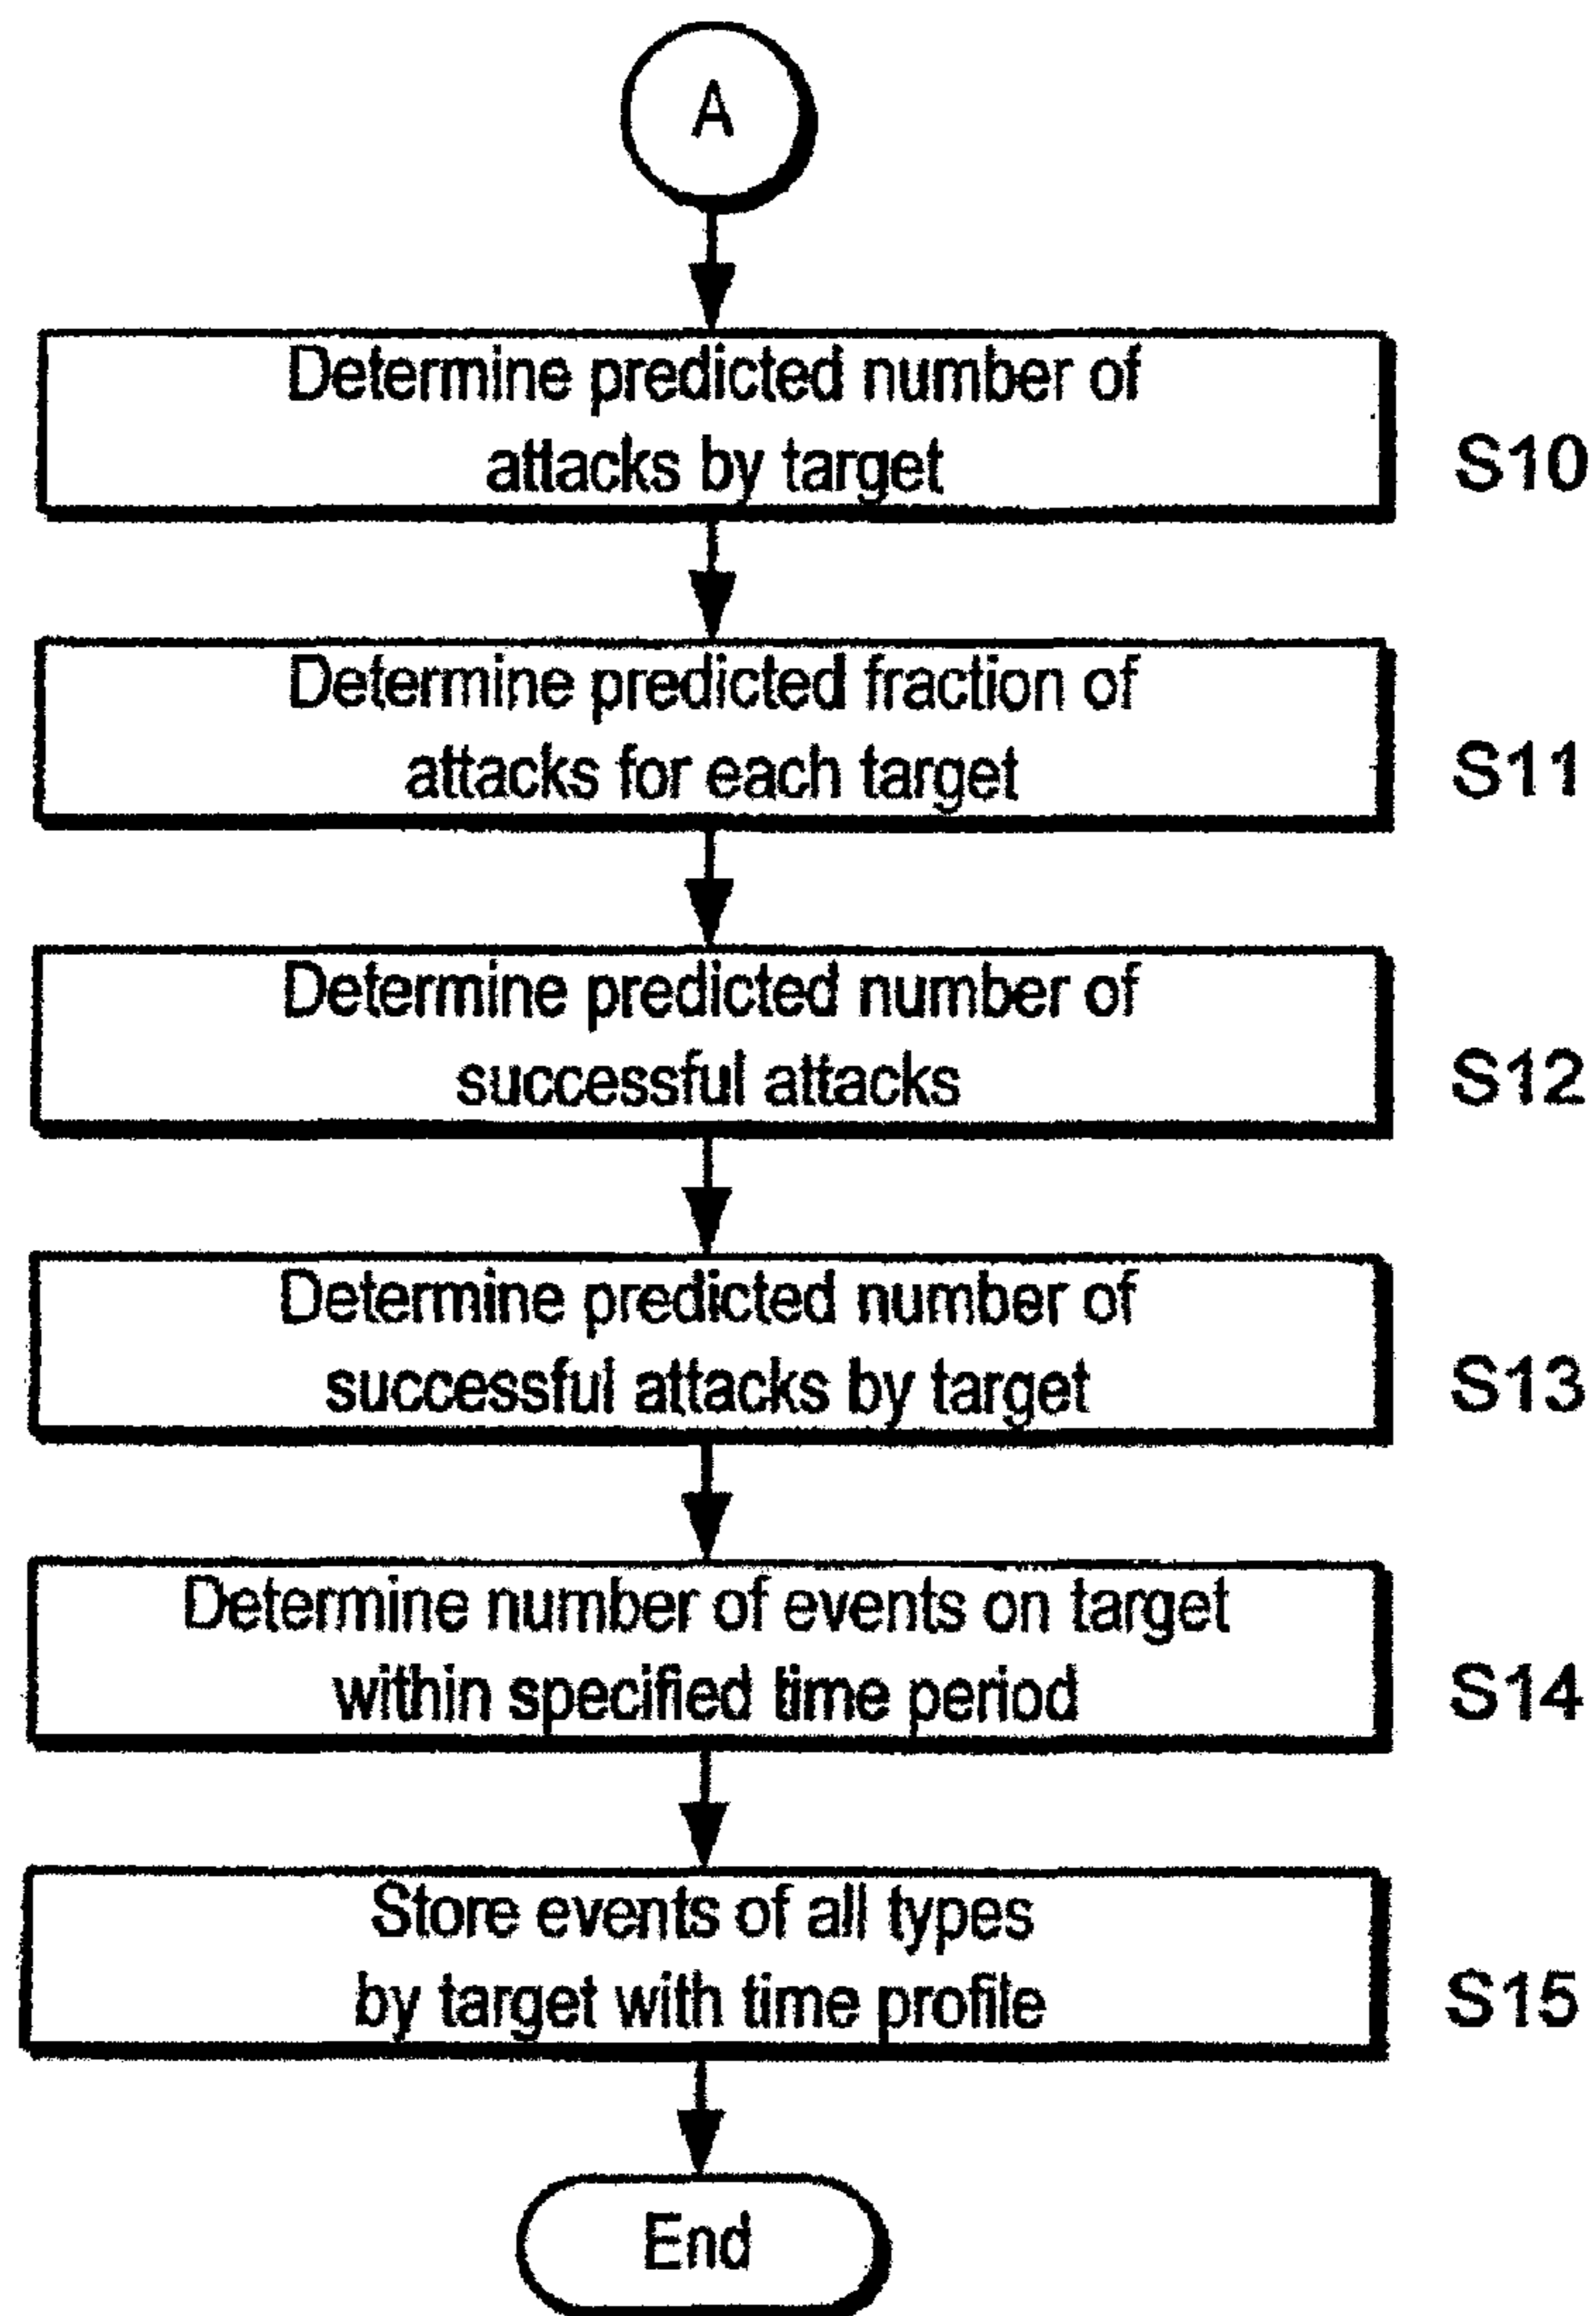 A
Determine predicted number of
attacks by target
S10
Determine predicted fraction of
attacks for each target
S11
Determine predicted number of
successful attacks
S12
Determine predicted number of
successful attacks by target
S13
Determine number of events on target
within specified time period
S14
Store events of all types
by target with time profile
S15
End